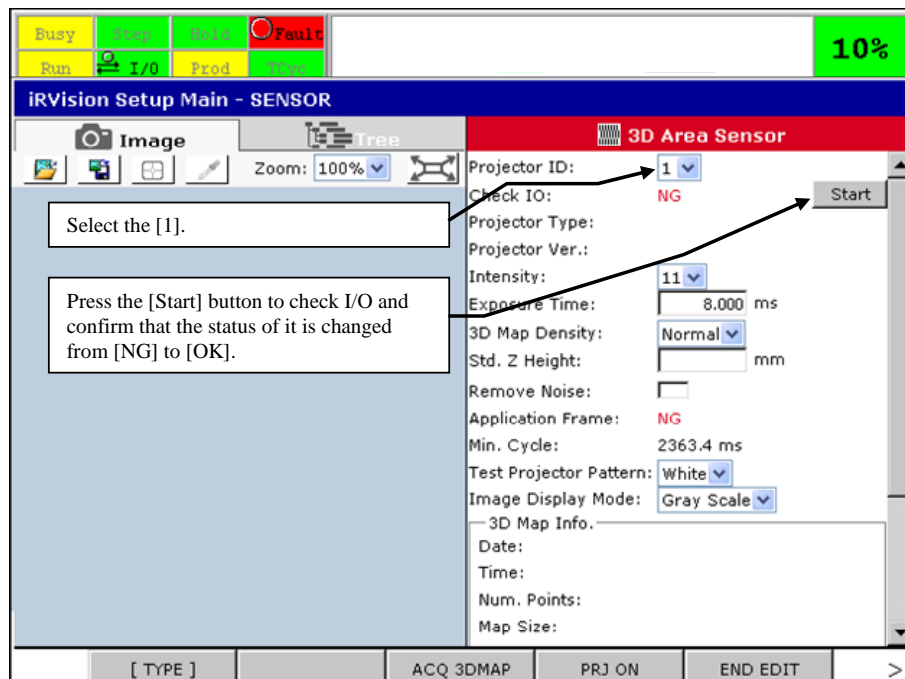 Busy Step Hold Fault
Run I/O Prod TCyc
10%
iRVision Setup Main - SENSOR
Image Tree
Zoom: 100%
3D Area Sensor
Projector ID: 1
Check IO: NG Start
Projector Type:
Projector Ver.:
Intensity: 11
Exposure Time: 8.000 ms
3D Map Density: Normal
Std. Z Height: mm
Remove Noise:
Application Frame: NG
Min. Cycle: 2363.4 ms
Test Projector Pattern: White
Image Display Mode: Gray Scale
3D Map Info.
Date:
Time:
Num. Points:
Map Size:
Select the [1].
Press the [Start] button to check I/O and
confirm that the status of it is changed
from [NG] to [OK].
[ TYPE ] ACQ 3DMAP PRJ ON END EDIT >